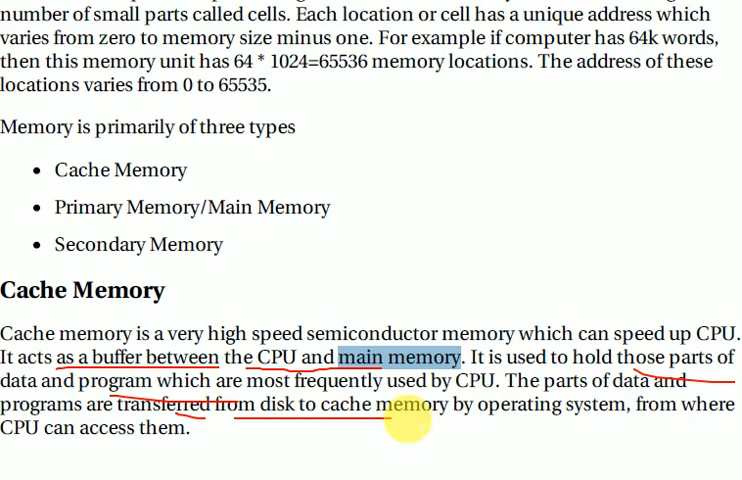 number of small parts called cells. Each location or cell has a unique address which
varies from zero to memory size minus one. For example if computer has 64k words,
then this memory unit has 64 * 1024=65536 memory locations. The address of these
locations varies from 0 to 65535.
Memory is primarily of three types
• Cache Memory
• Primary Memory/Main Memory
• Secondary Memory
Cache Memory
Cache memory is a very high speed semiconductor memory which can speed up CPU.
It acts as a buffer between the CPU and main memory. It is used to hold those parts of
data and program which are most frequently used by CPU. The parts of data and
programs are transferred from disk to cache memory by operating system, from where
CPU can access them.